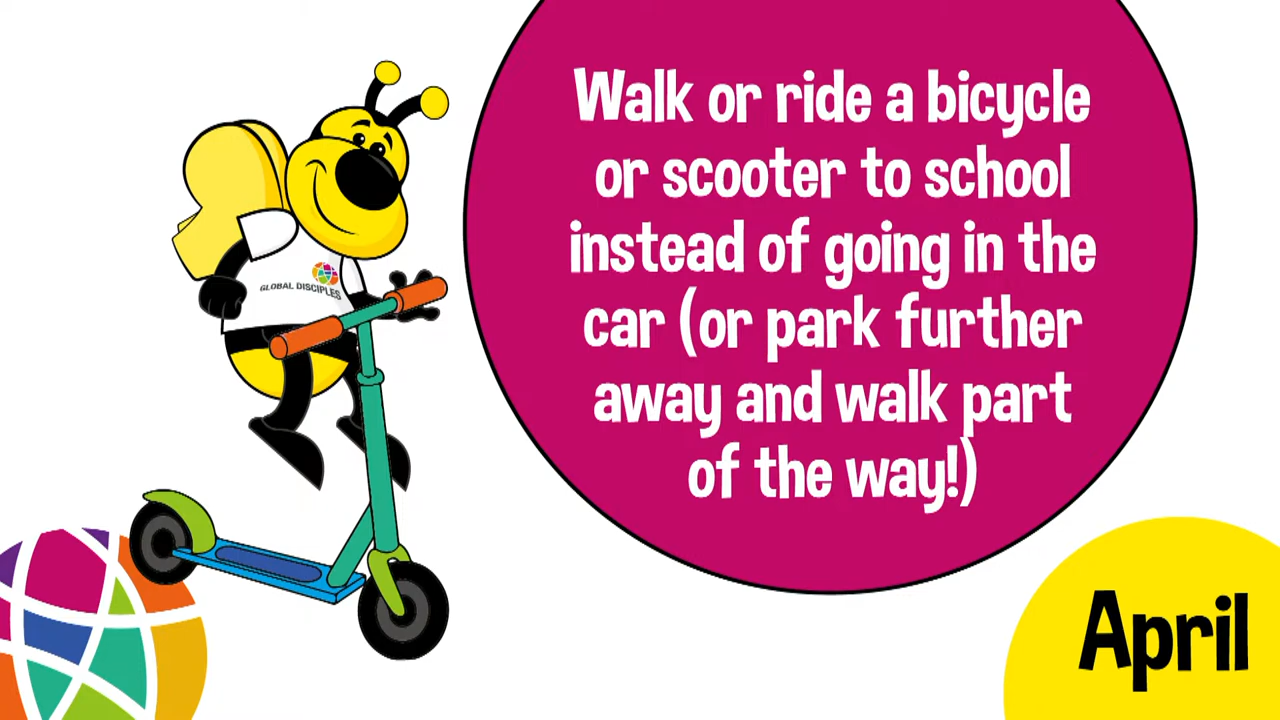 Walk or ride a bicycle
or scooter to school
instead of going in the
car (or park further
away and walk part
of the way!)
GLOBAL DISCIPLES
April